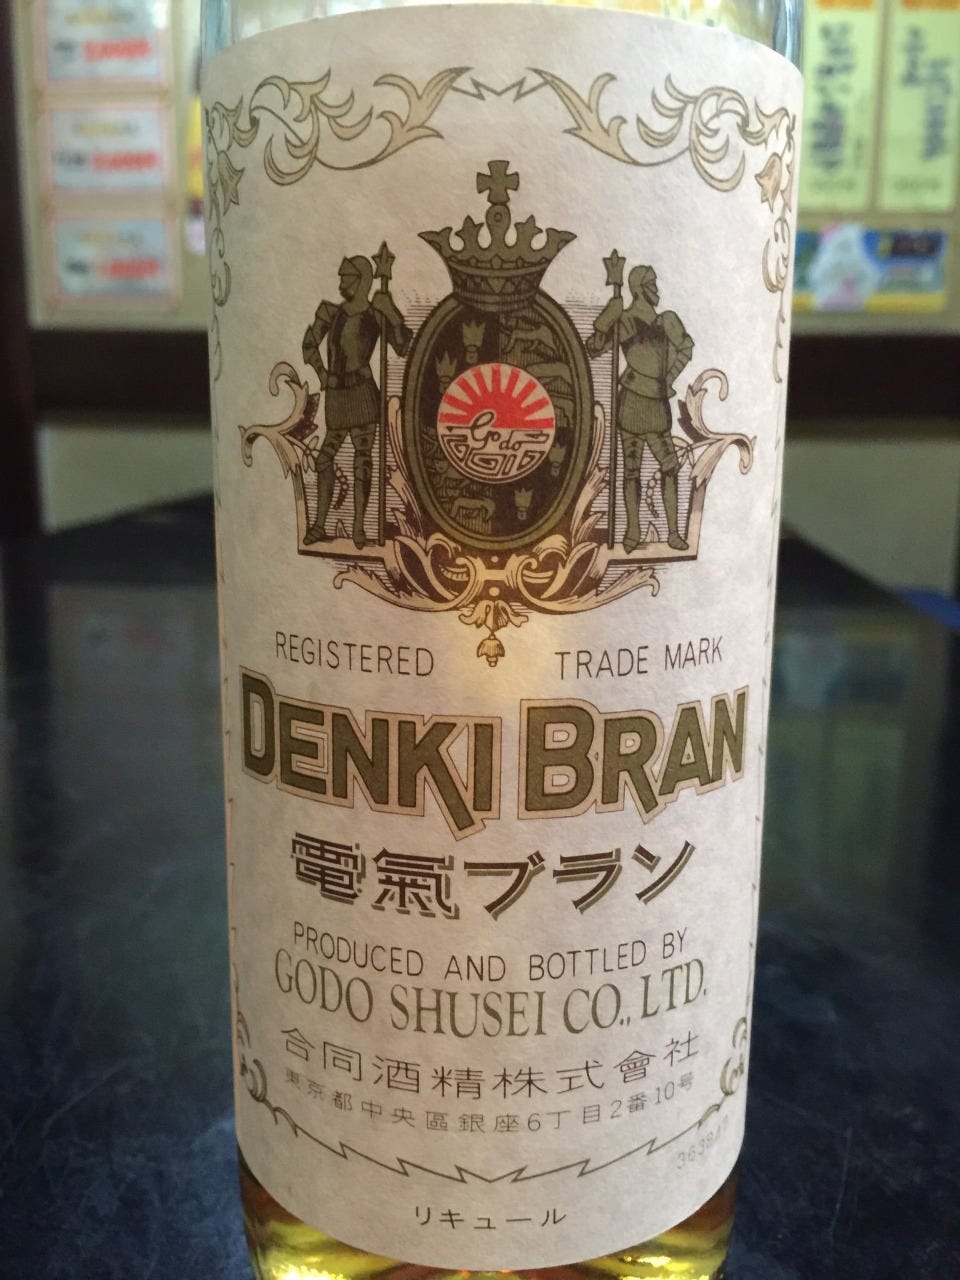 Godo
REGISTERED TRADE MARK
DENKI BRAN
電氣ブラン
PRODUCED AND BOTTLED BY
GODO SHUSEI CO., LTD.
合同酒精株式會社
東京都中央區銀座6丁目2番10号
リキュール